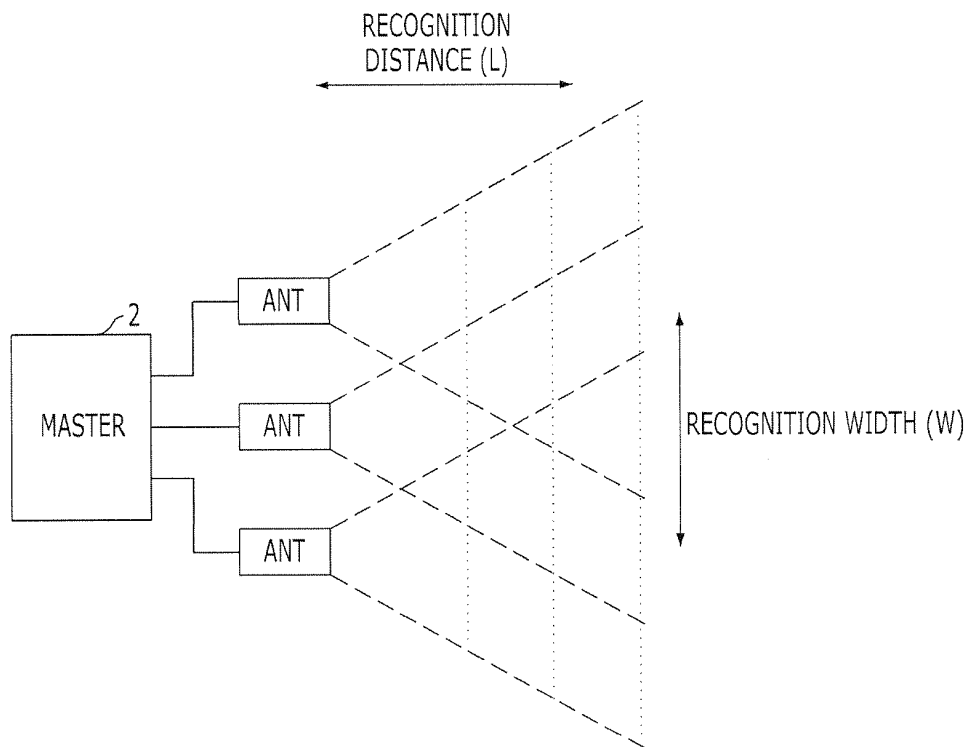 RECOGNITION
DISTANCE (L)
2
ANT
MASTER
ANT
RECOGNITION WIDTH (W)
ANT